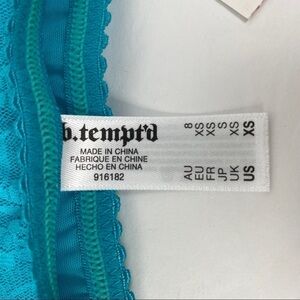 b.tempt'd
MADE IN CHINA
FABRIQUE EN CHINE
HECHO EN CHINA
916182
AU 8
EU XS
FR XS
JP S
UK XS
US XS